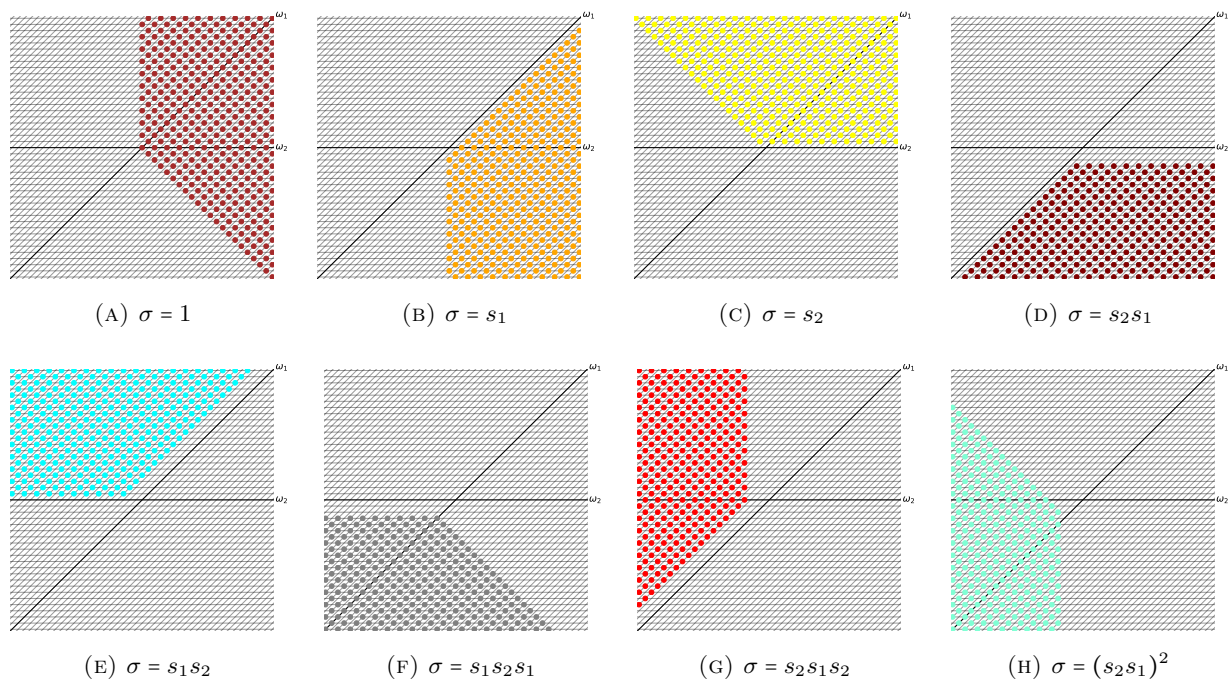 ω₁ ω₁ ω₁ ω₁
ω₂ ω₂ ω₂ ω₂
(A) σ = 1 (B) σ = s₁ (C) σ = s₂ (D) σ = s₂s₁
ω₁ ω₁ ω₁ ω₁
ω₂ ω₂ ω₂ ω₂
(E) σ = s₁s₂ (F) σ = s₁s₂s₁ (G) σ = s₂s₁s₂ (H) σ = (s₂s₁)²